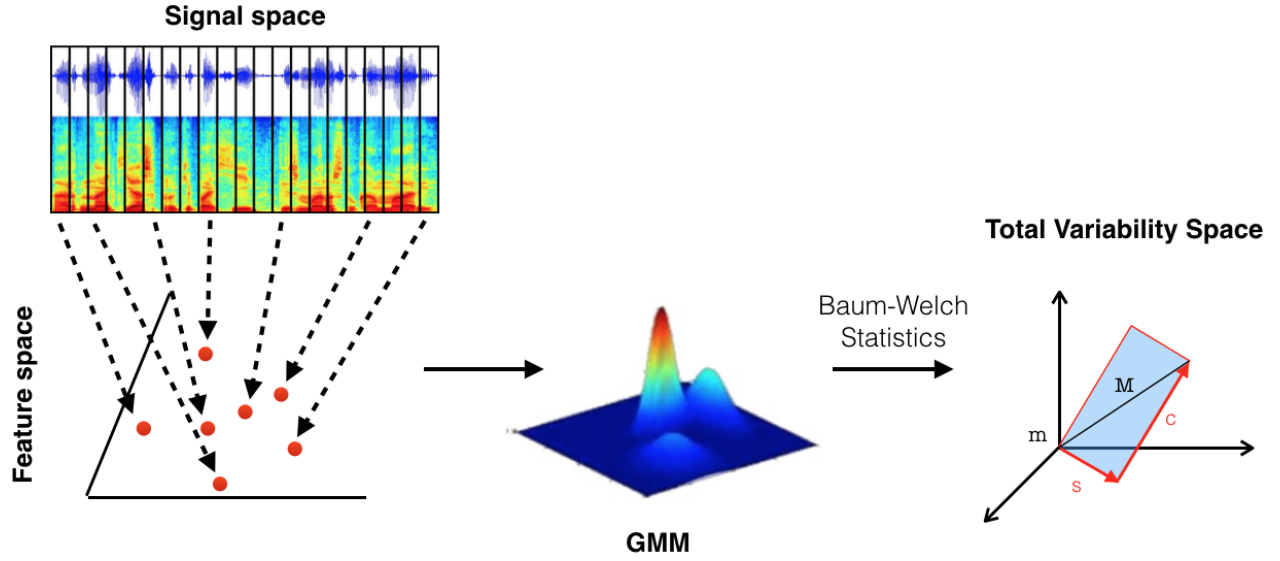 Signal space
Feature space
GMM
Baum-Welch
Statistics
Total Variability Space
M
m
C
S